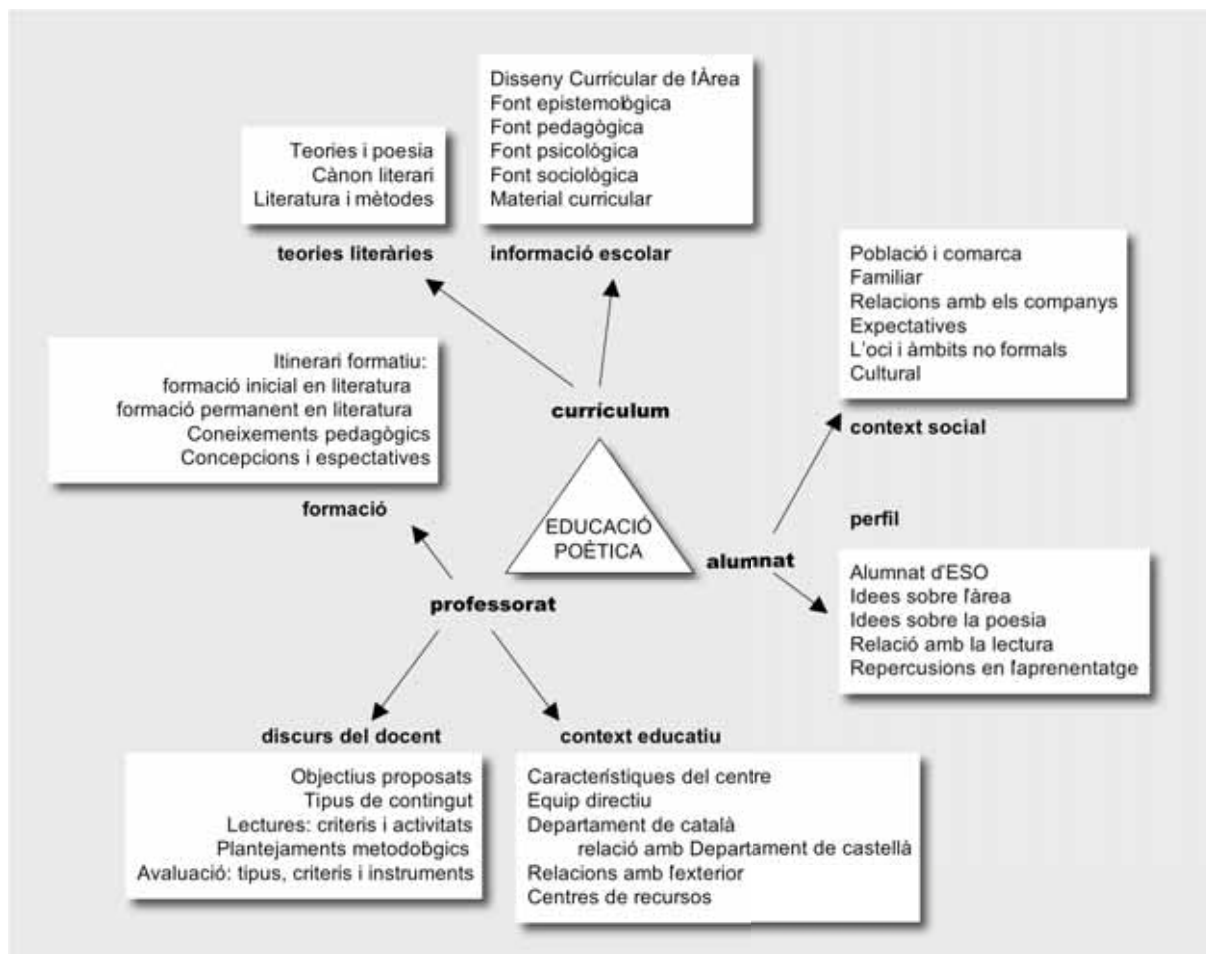 Disseny Curricular de l'Àrea
Font epistemològica
Font pedagògica
Font psicològica
Font sociològica
Material curricular
Teories i poesia
Cànon literari
Literatura i mètodes
teories literàries
informació escolar
Població i comarca
Familiar
Relacions amb els companys
Expectatives
L'oci i àmbits no formals
Cultural
context social
Itinerari formatiu:
formació inicial en literatura
formació permanent en literatura
Coneixements pedagògics
Concepcions i espectatives
formació
currículum
EDUCACIÓ
POÈTICA
alumnat
professorat
perfil
Alumnat d'ESO
Idees sobre l'àrea
Idees sobre la poesia
Relació amb la lectura
Repercusions en l'aprenentatge
discurs del docent
Objectius proposats
Tipus de contingut
Lectures: criteris i activitats
Plantejaments metodològics
Avaluació: tipus, criteris i instruments
context educatiu
Característiques del centre
Equip directiu
Departament de català
relació amb Departament de castellà
Relacions amb l'exterior
Centres de recursos